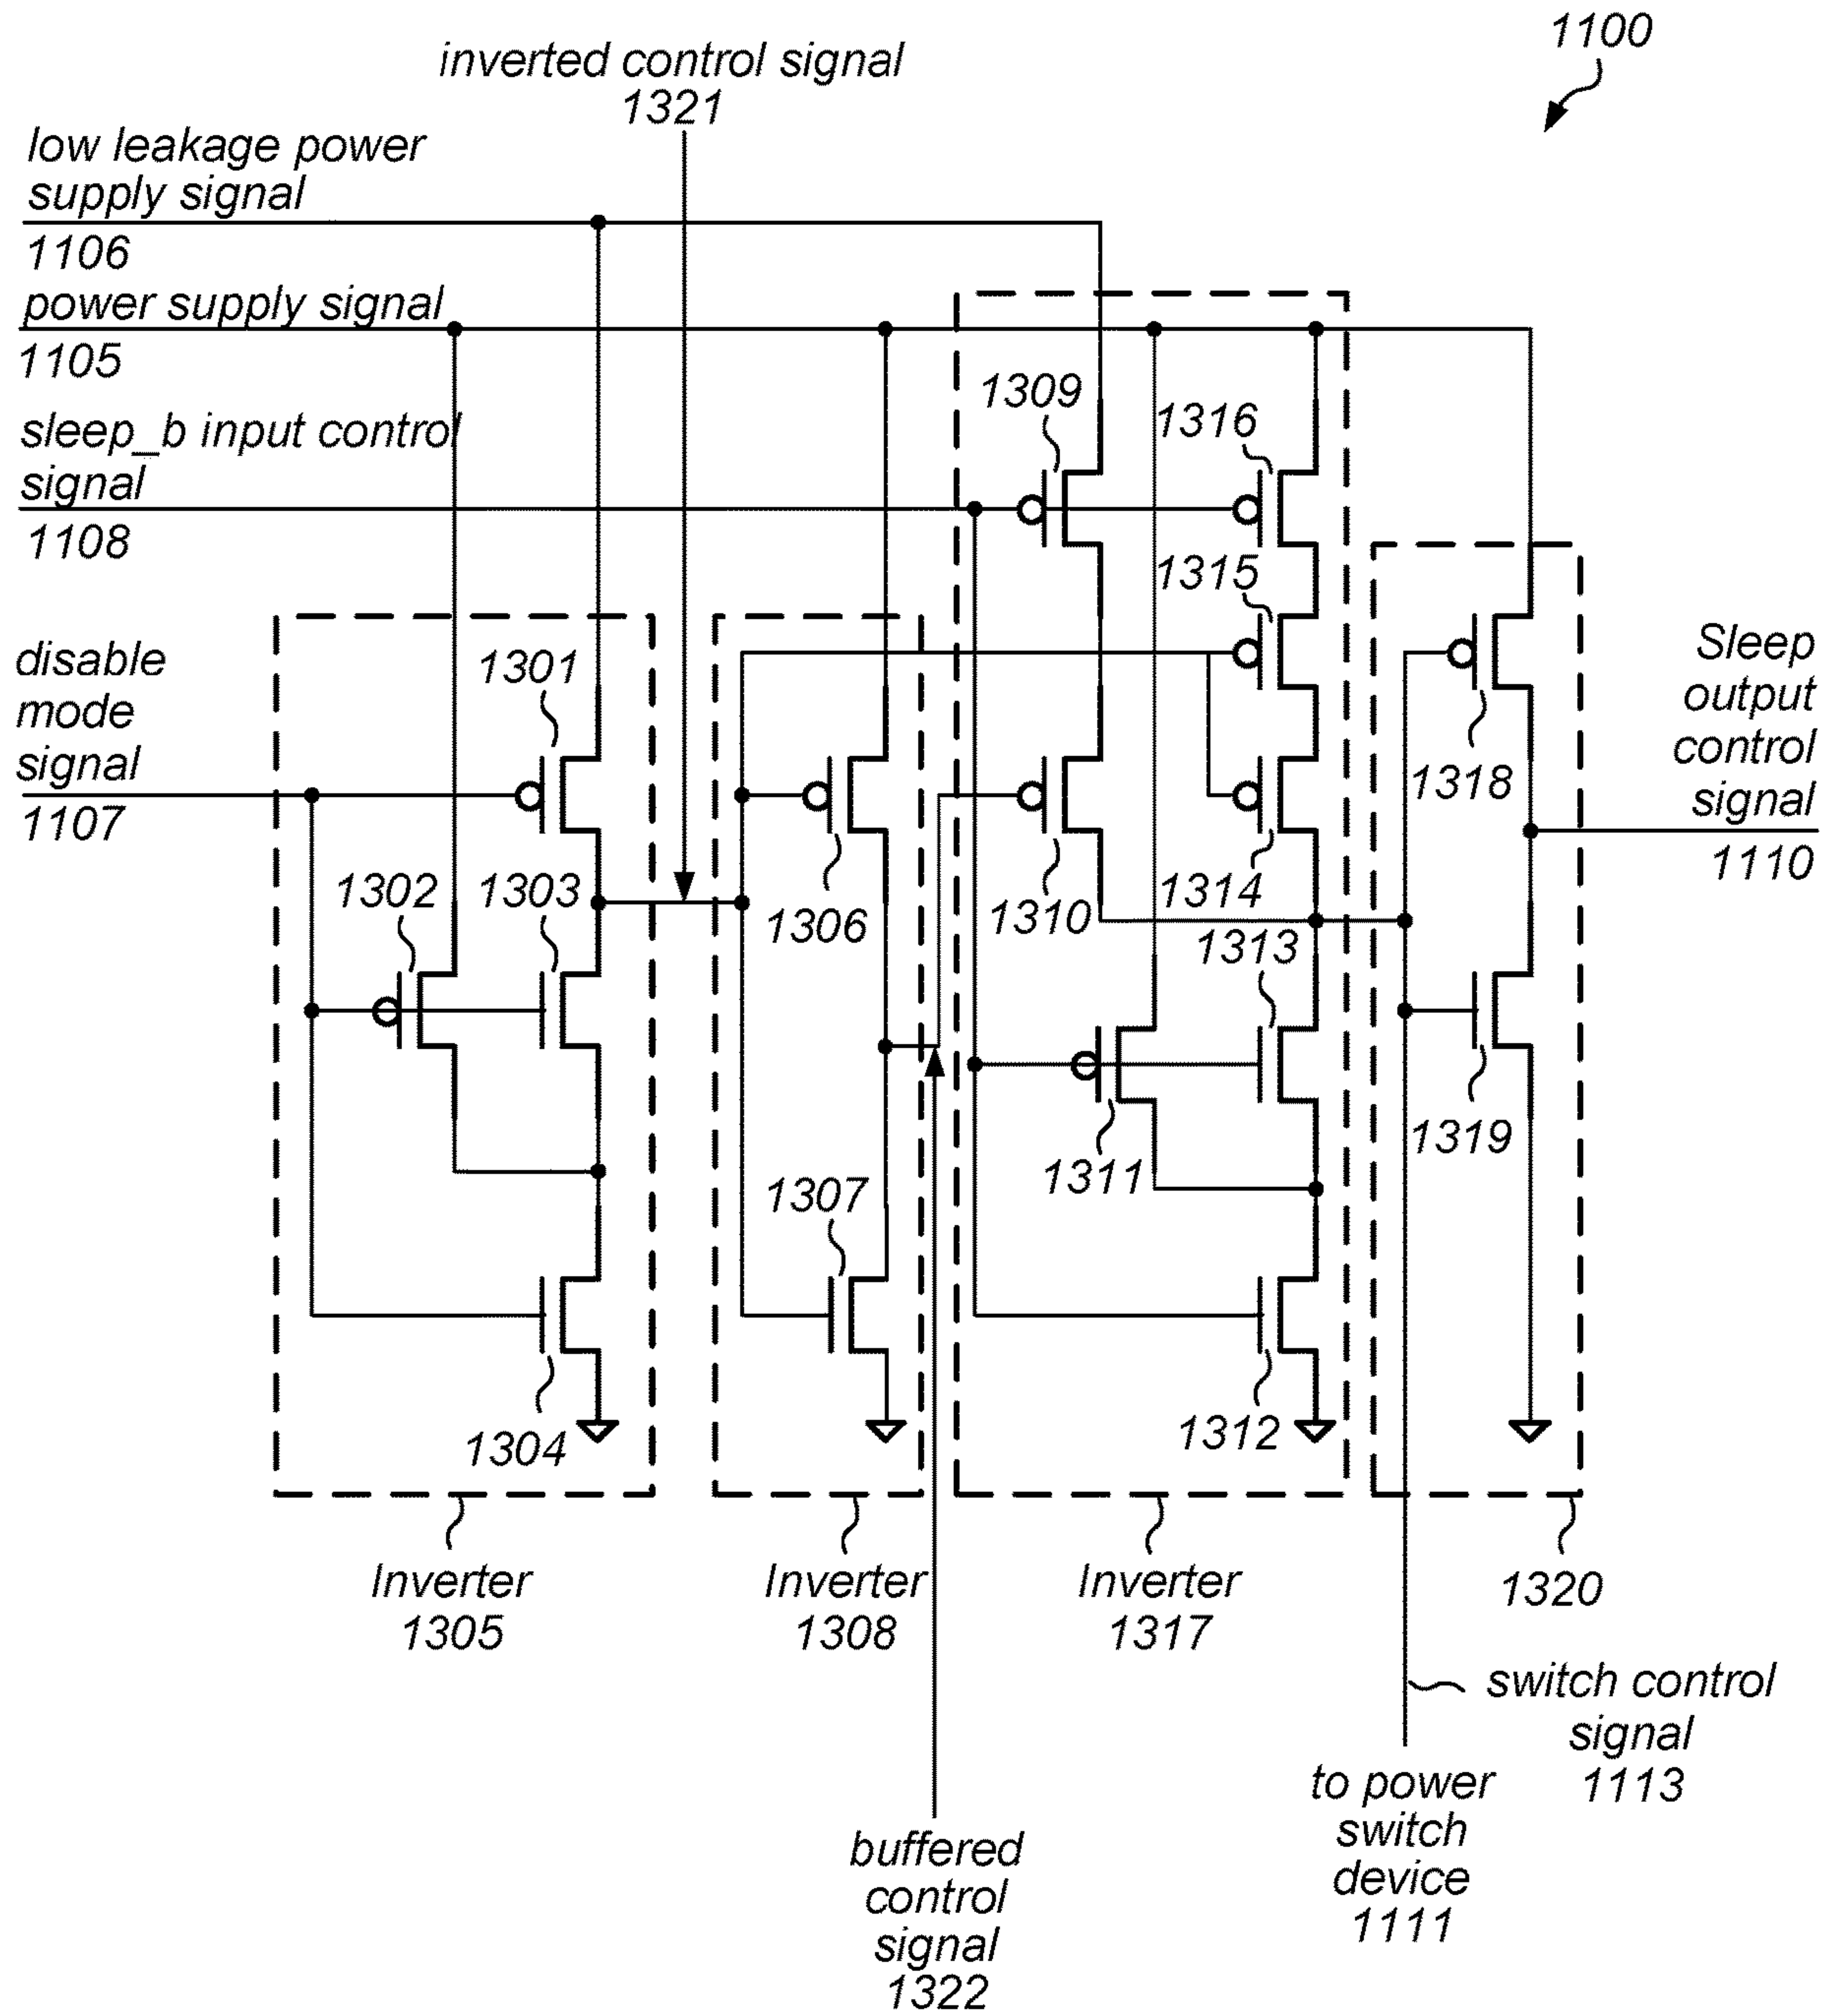 1100
inverted control signal
1321
low leakage power
supply signal
1106
power supply signal
1105
1309
1316
sleep_b input control
signal
1108
1315
disable
mode
signal
1107
1301
Sleep
output
control
signal
1110
1318
1302
1303
1306
1310
1314
1313
1311
1319
1307
1304
1312
Inverter
1305
Inverter
1308
Inverter
1317
1320
switch control
signal
1113
to power
switch
device
1111
buffered
control
signal
1322